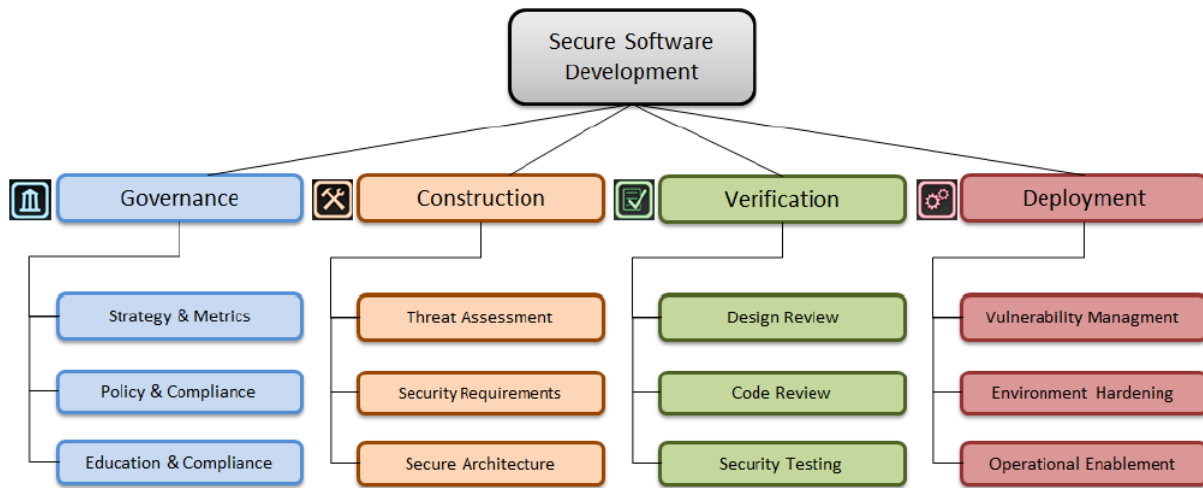 Secure Software
Development
Governance
Construction
Verification
Deployment
Strategy & Metrics
Threat Assessment
Design Review
Vulnerability Managment
Policy & Compliance
Security Requirements
Code Review
Environment Hardening
Education & Compliance
Secure Architecture
Security Testing
Operational Enablement